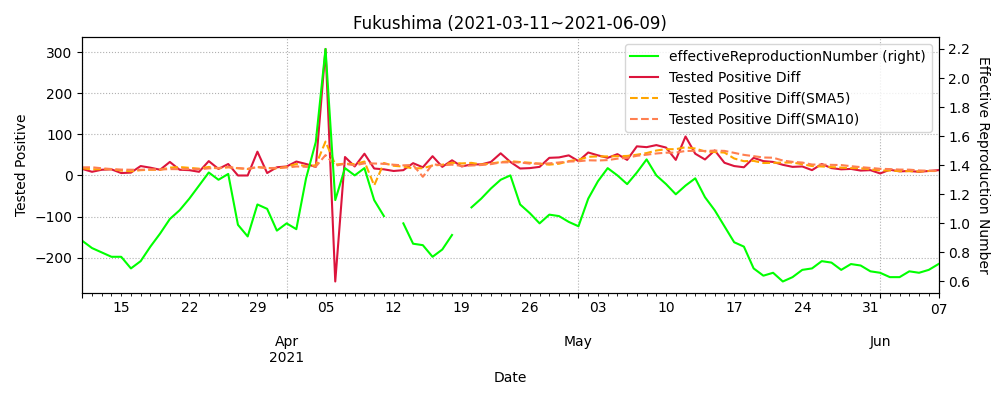 Fukushima (2021-03-11~2021-06-09)
effectiveReproductionNumber (right)
Tested Positive Diff
Tested Positive Diff(SMA5)
Tested Positive Diff(SMA10)
Tested Positive
300
200
100
0
−100
−200
Effective Reproduction Number
2.2
2.0
1.8
1.6
1.4
1.2
1.0
0.8
0.6
15 22 29 05 12 19 26 03 10 17 24 31 07
Apr May Jun
2021
Date